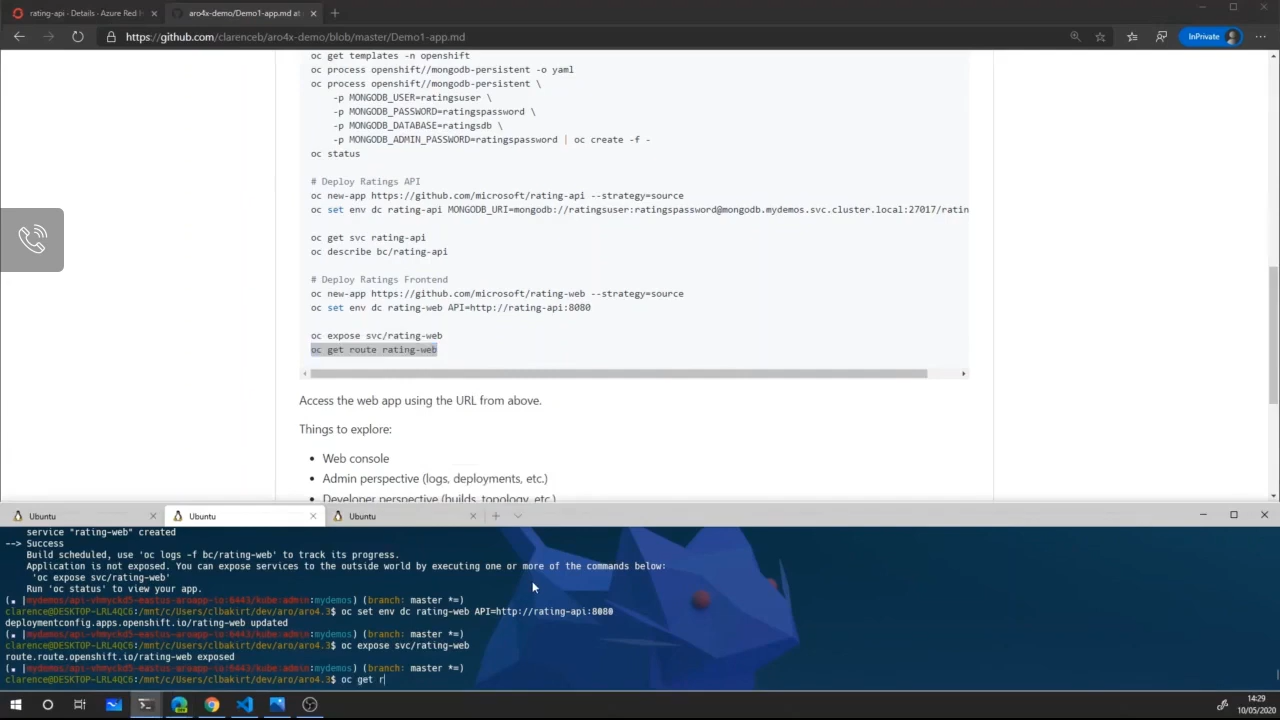 rating-api - Details · Azure Red H
aro4x-demo/Demo1-app.md at
https://github.com/clarenceb/aro4x-demo/blob/master/Demo1-app.md
InPrivate
oc get templates -n openshift
oc process openshift//mongodb-persistent -o yaml
oc process openshift//mongodb-persistent \
-p MONGODB_USER=ratingsuser \
-p MONGODB_PASSWORD=ratingspassword \
-p MONGODB_DATABASE=ratingsdb \
-p MONGODB_ADMIN_PASSWORD=ratingspassword | oc create -f -
oc status
# Deploy Ratings API
oc new-app https://github.com/microsoft/rating-api --strategy=source
oc set env dc rating-api MONGODB_URI=mongodb://ratingsuser:ratingspassword@mongodb.mydemos.svc.cluster.local:27017/ratin
oc get svc rating-api
oc describe bc/rating-api
# Deploy Ratings Frontend
oc new-app https://github.com/microsoft/rating-web --strategy=source
oc set env dc rating-web API=http://rating-api:8080
oc expose svc/rating-web
oc get route rating-web
Access the web app using the URL from above.
Things to explore:
• Web console
• Admin perspective (logs, deployments, etc.)
• Developer perspective (builds, topology, etc.)
Ubuntu
Ubuntu
Ubuntu
service "rating-web" created
--> Success
Build scheduled, use 'oc logs -f bc/rating-web' to track its progress.
Application is not exposed. You can expose services to the outside world by executing one or more of the commands below:
'oc expose svc/rating-web'
Run 'oc status' to view your app.
:mydemos) (branch: master *=)
clarence@DESKTOP-LRL4QC6:/mnt/c/Users/clbakirt/dev/aro/aro4.3$ oc set env dc rating-web API=http://rating-api:8080
deploymentconfig.apps.openshift.io/rating-web updated
:mydemos) (branch: master *=)
clarence@DESKTOP-LRL4QC6:/mnt/c/Users/clbakirt/dev/aro/aro4.3$ oc expose svc/rating-web
route.route.openshift.io/rating-web exposed
:mydemos) (branch: master *=)
clarence@DESKTOP-LRL4QC6:/mnt/c/Users/clbakirt/dev/aro/aro4.3$ oc get r
14:29
10/05/2020